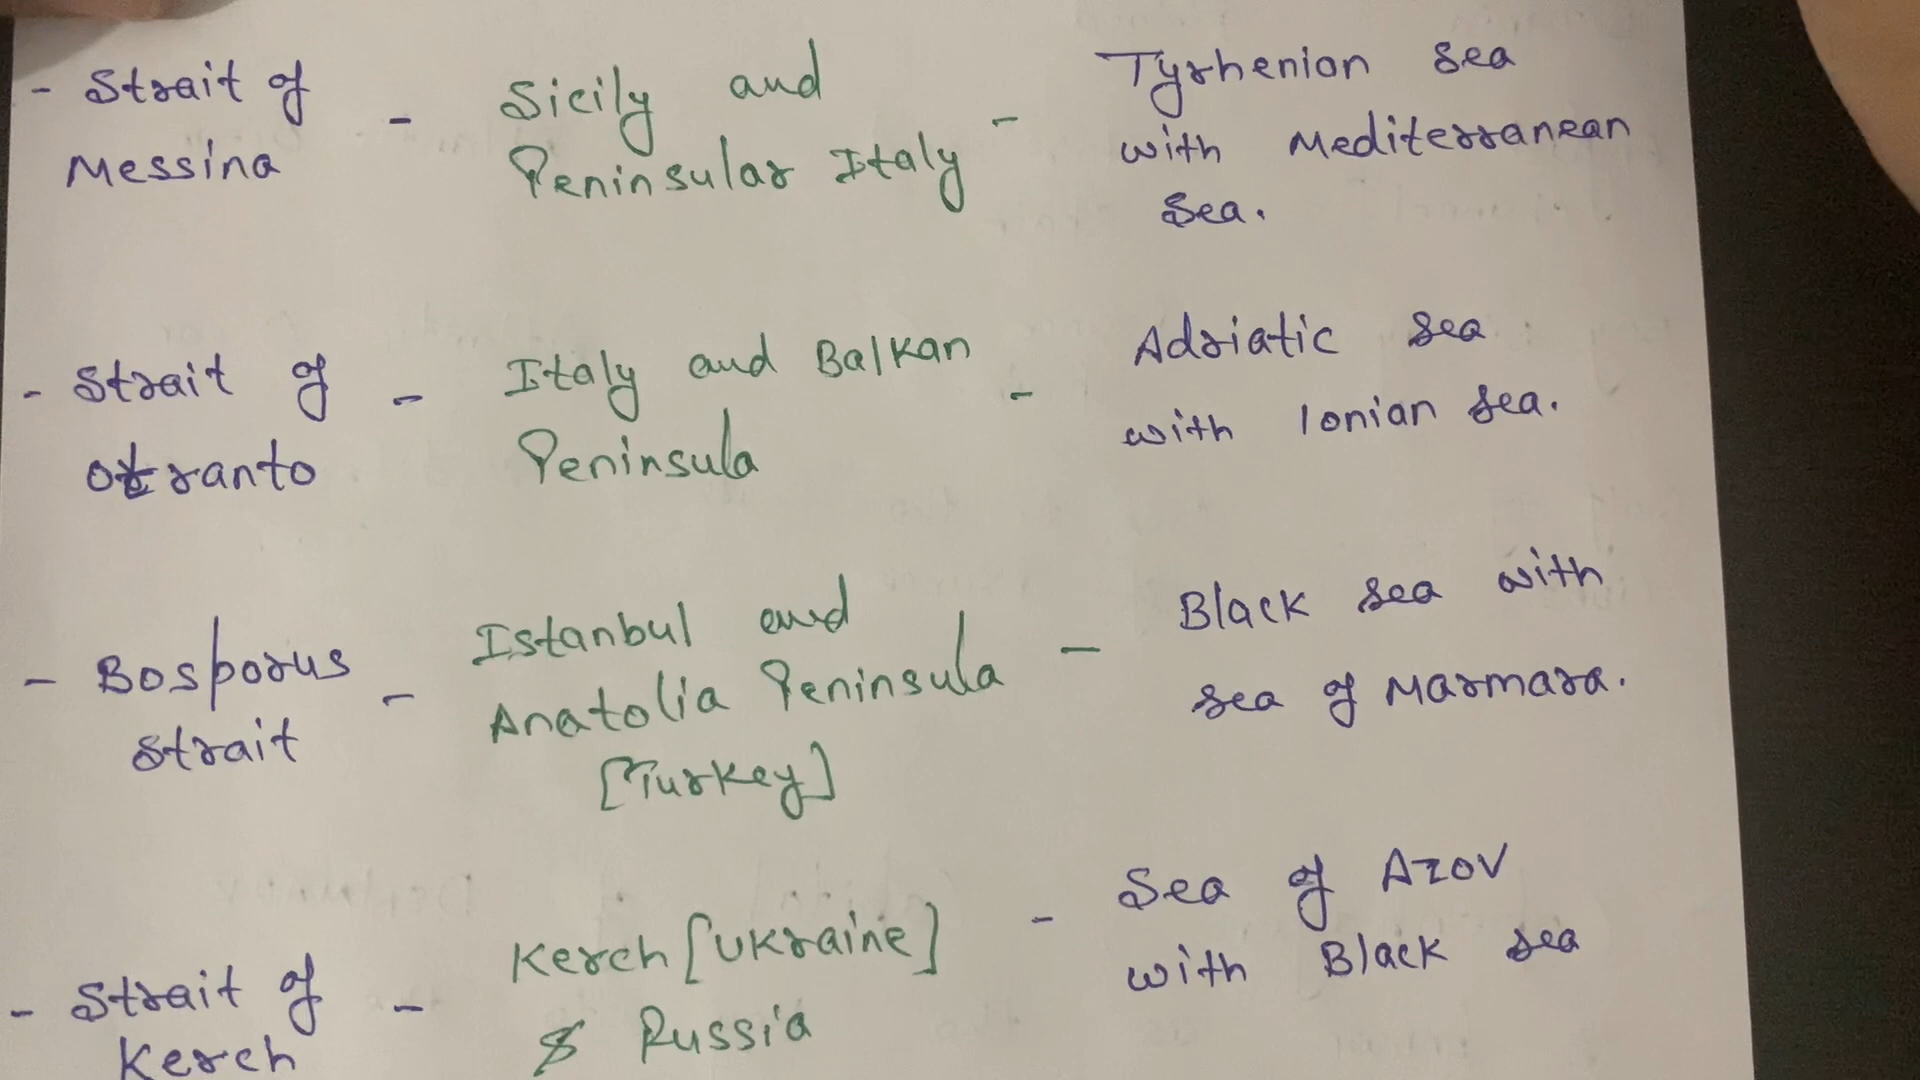 - Strait of
Messina
- Sicily and
Peninsular Italy
- Tyrhenion sea
with Mediterranean
Sea.
- Strait of
Otranto
- Italy and Balkan
Peninsula
- Adriatic sea
with Ionian sea.
- Bosporus
Strait
- Istanbul and
Anatolia Peninsula
[Turkey]
- Black sea with
sea of Marmara.
- Strait of
Kerch
- Kerch [Ukraine]
& Russia
- Sea of Azov
with Black sea